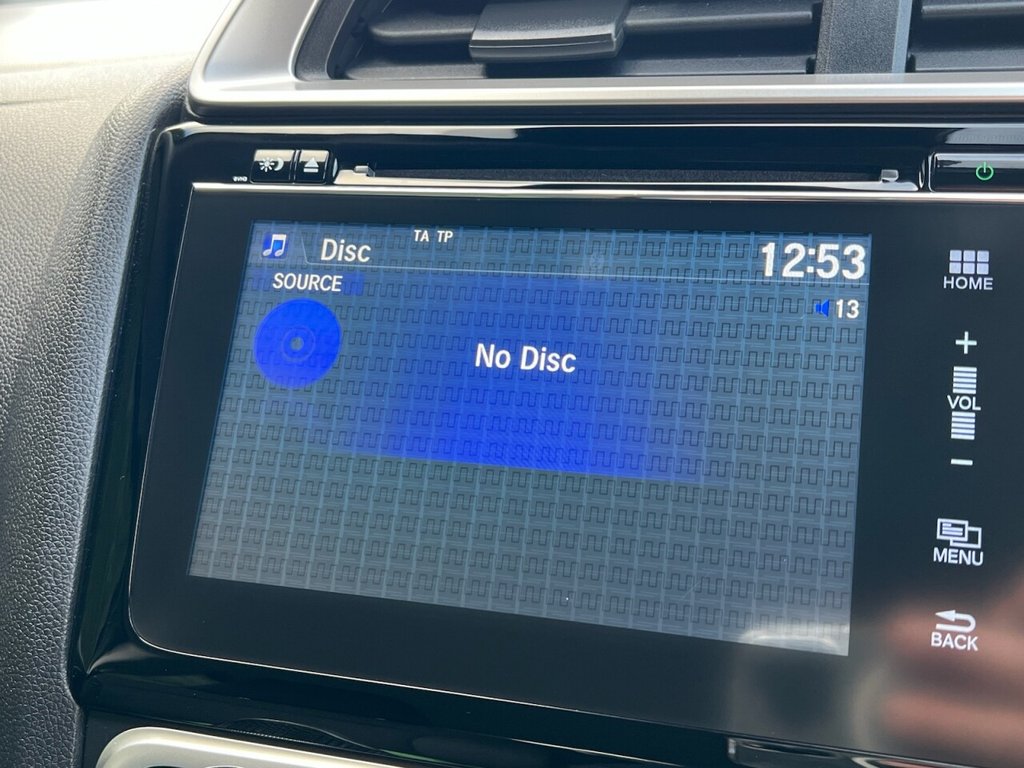 Disc
TA TP
12:53
SOURCE
13
No Disc
HOME
+
VOL
−
MENU
BACK